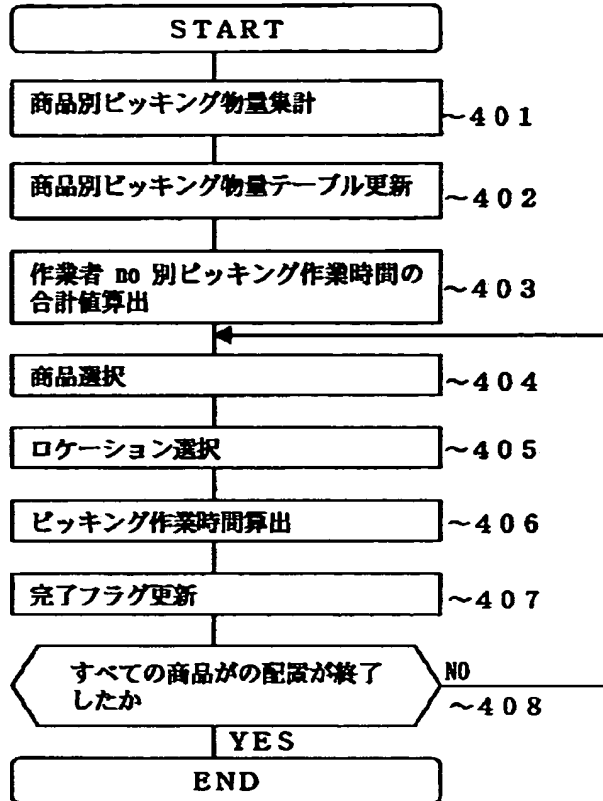 START
商品別ピッキング物量集計
~401
商品別ピッキング物量テーブル更新
~402
作業者 no 別ピッキング作業時間の
合計値算出
~403
商品選択
~404
ロケーション選択
~405
ピッキング作業時間算出
~406
完了フラグ更新
~407
すべての商品がの配置が終了
したか
NO
~408
YES
END